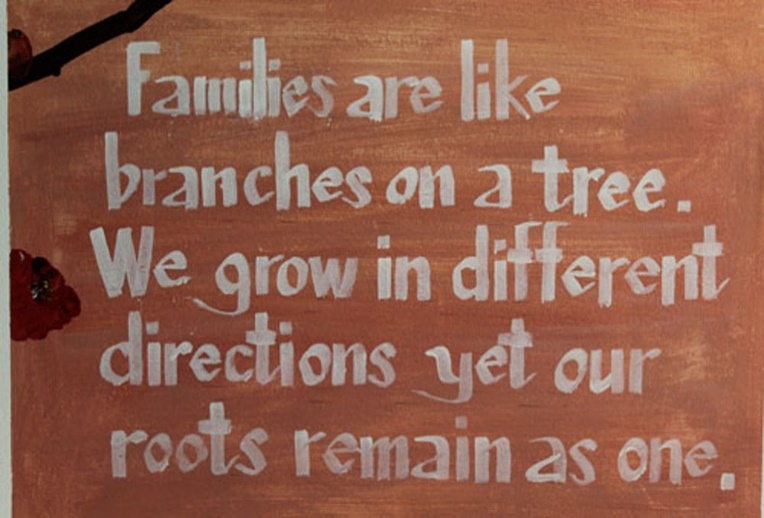 Families are like
branches on a tree.
We grow in different
directions yet our
roots remain as one.